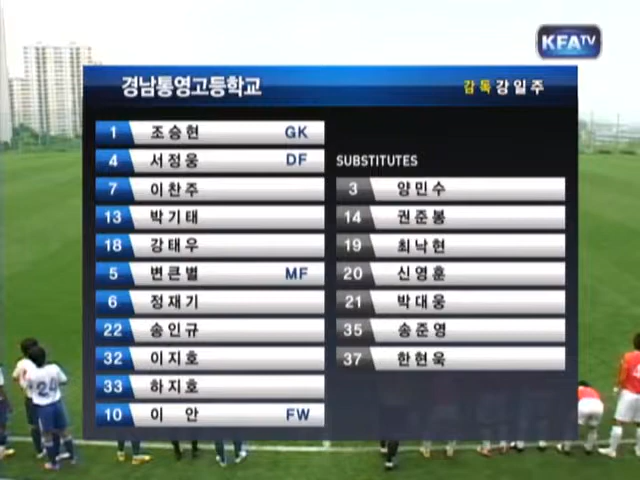 KFATV
경남통영고등학교 감독 강일주
1 조승현 GK
4 서정웅 DF
7 이찬주
13 박기태
18 강태우
5 변큰별 MF
6 정재기
22 송인규
32 이지호
33 하지호
10 이 안 FW
SUBSTITUTES
3 양민수
14 권준봉
19 최낙현
20 신영훈
21 박대웅
35 송준영
37 한현욱
24